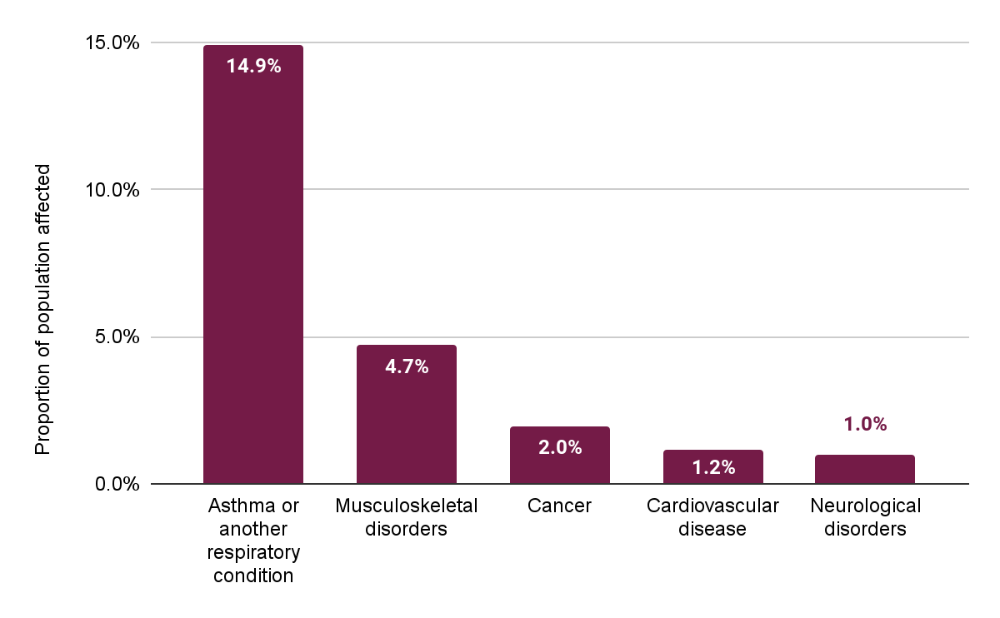 15.0%
10.0%
5.0%
0.0%
Proportion of population affected
14.9%
4.7%
2.0%
1.2%
1.0%
Asthma or
another
respiratory
condition
Musculoskeletal
disorders
Cancer
Cardiovascular
disease
Neurological
disorders